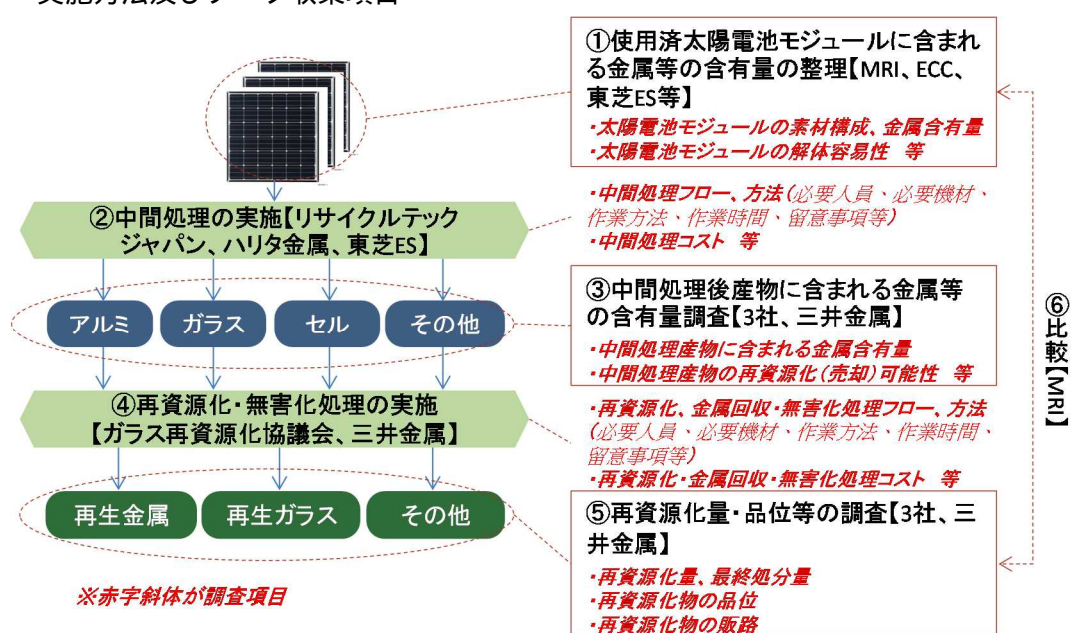 ①使用済太陽電池モジュールに含まれ
る金属等の含有量の整理【MRI、ECC、
東芝ES等】
・太陽電池モジュールの素材構成、金属含有量
・太陽電池モジュールの解体容易性 等
②中間処理の実施【リサイクルテック
ジャパン、ハリタ金属、東芝ES】
・中間処理フロー、方法(必要人員、必要機材、
作業方法、作業時間、留意事項等)
・中間処理コスト 等
アルミ
ガラス
セル
その他
③中間処理後産物に含まれる金属等
の含有量調査【3社、三井金属】
・中間処理産物に含まれる金属含有量
・中間処理産物の再資源化(売却)可能性 等
④再資源化・無害化処理の実施
【ガラス再資源化協議会、三井金属】
・再資源化、金属回収・無害化処理フロー、方法
(必要人員、必要機材、作業方法、作業時間、
留意事項等)
・再資源化・金属回収・無害化処理コスト 等
再生金属
再生ガラス
その他
⑤再資源化量・品位等の調査【3社、三
井金属】
・再資源化量、最終処分量
・再資源化物の品位
・再資源化物の販路
⑥比較【MRI】
※赤字斜体が調査項目